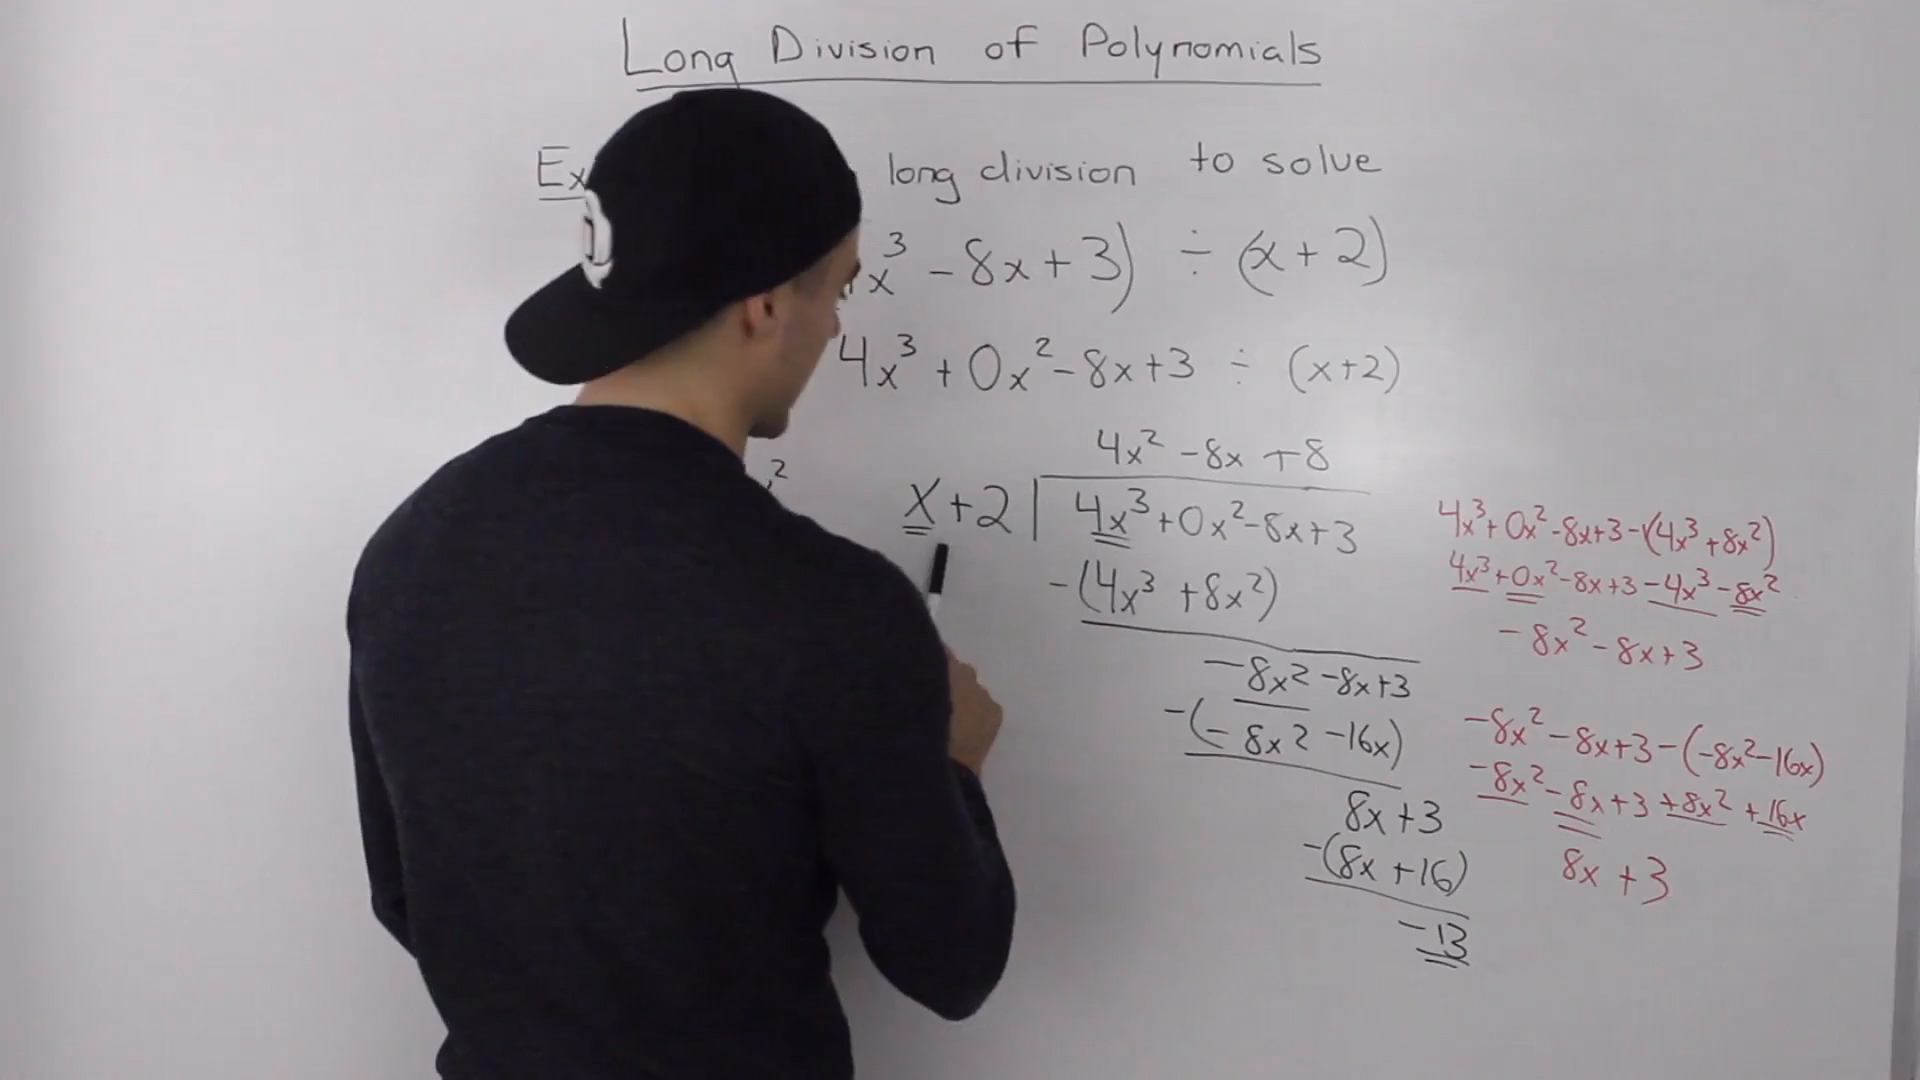 Long Division of Polynomials
Ex long division to solve
x³ - 8x + 3) ÷ (x + 2)
4x³ + 0x² - 8x + 3 ÷ (x+2)
4x² - 8x + 8
x + 2 | 4x³ + 0x² - 8x + 3
-(4x³ + 8x²)
-8x² - 8x + 3
-(-8x² - 16x)
8x + 3
-(8x + 16)
-13
2
4x³ + 0x² - 8x + 3 - (4x³ + 8x²)
4x³ + 0x² - 8x + 3 - 4x³ - 8x²
-8x² - 8x + 3
-8x² - 8x + 3 - (-8x² - 16x)
-8x² - 8x + 3 + 8x² + 16x
8x + 3